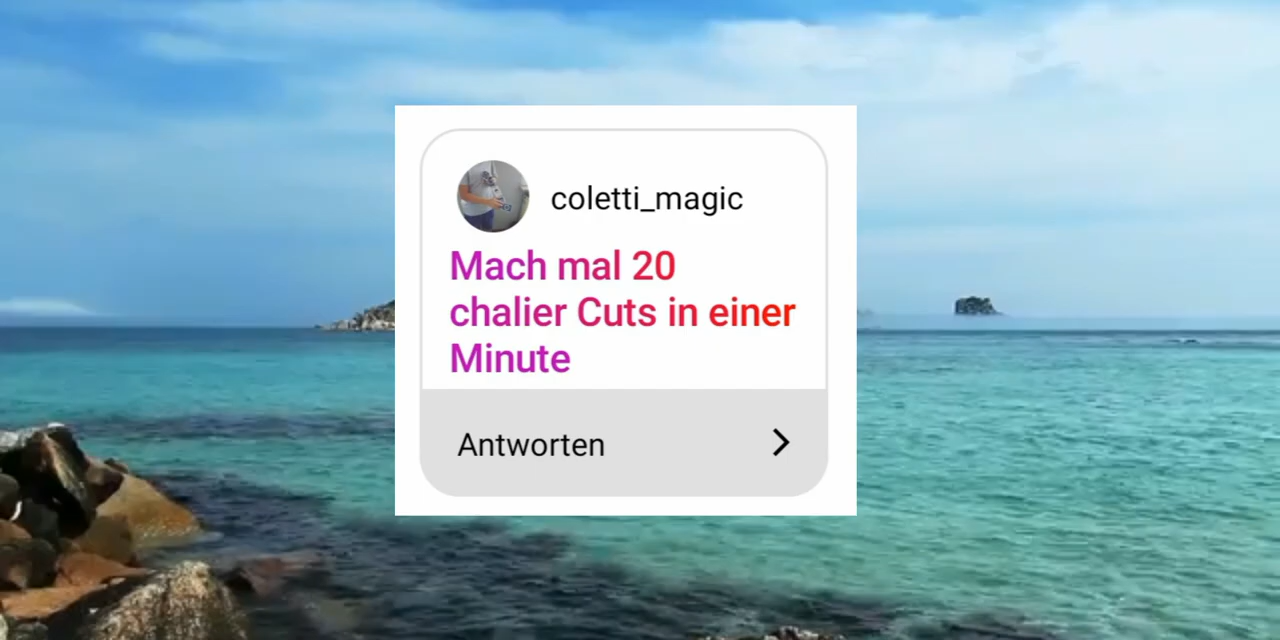 coletti_magic
Mach mal 20
chalier Cuts in einer
Minute
Antworten